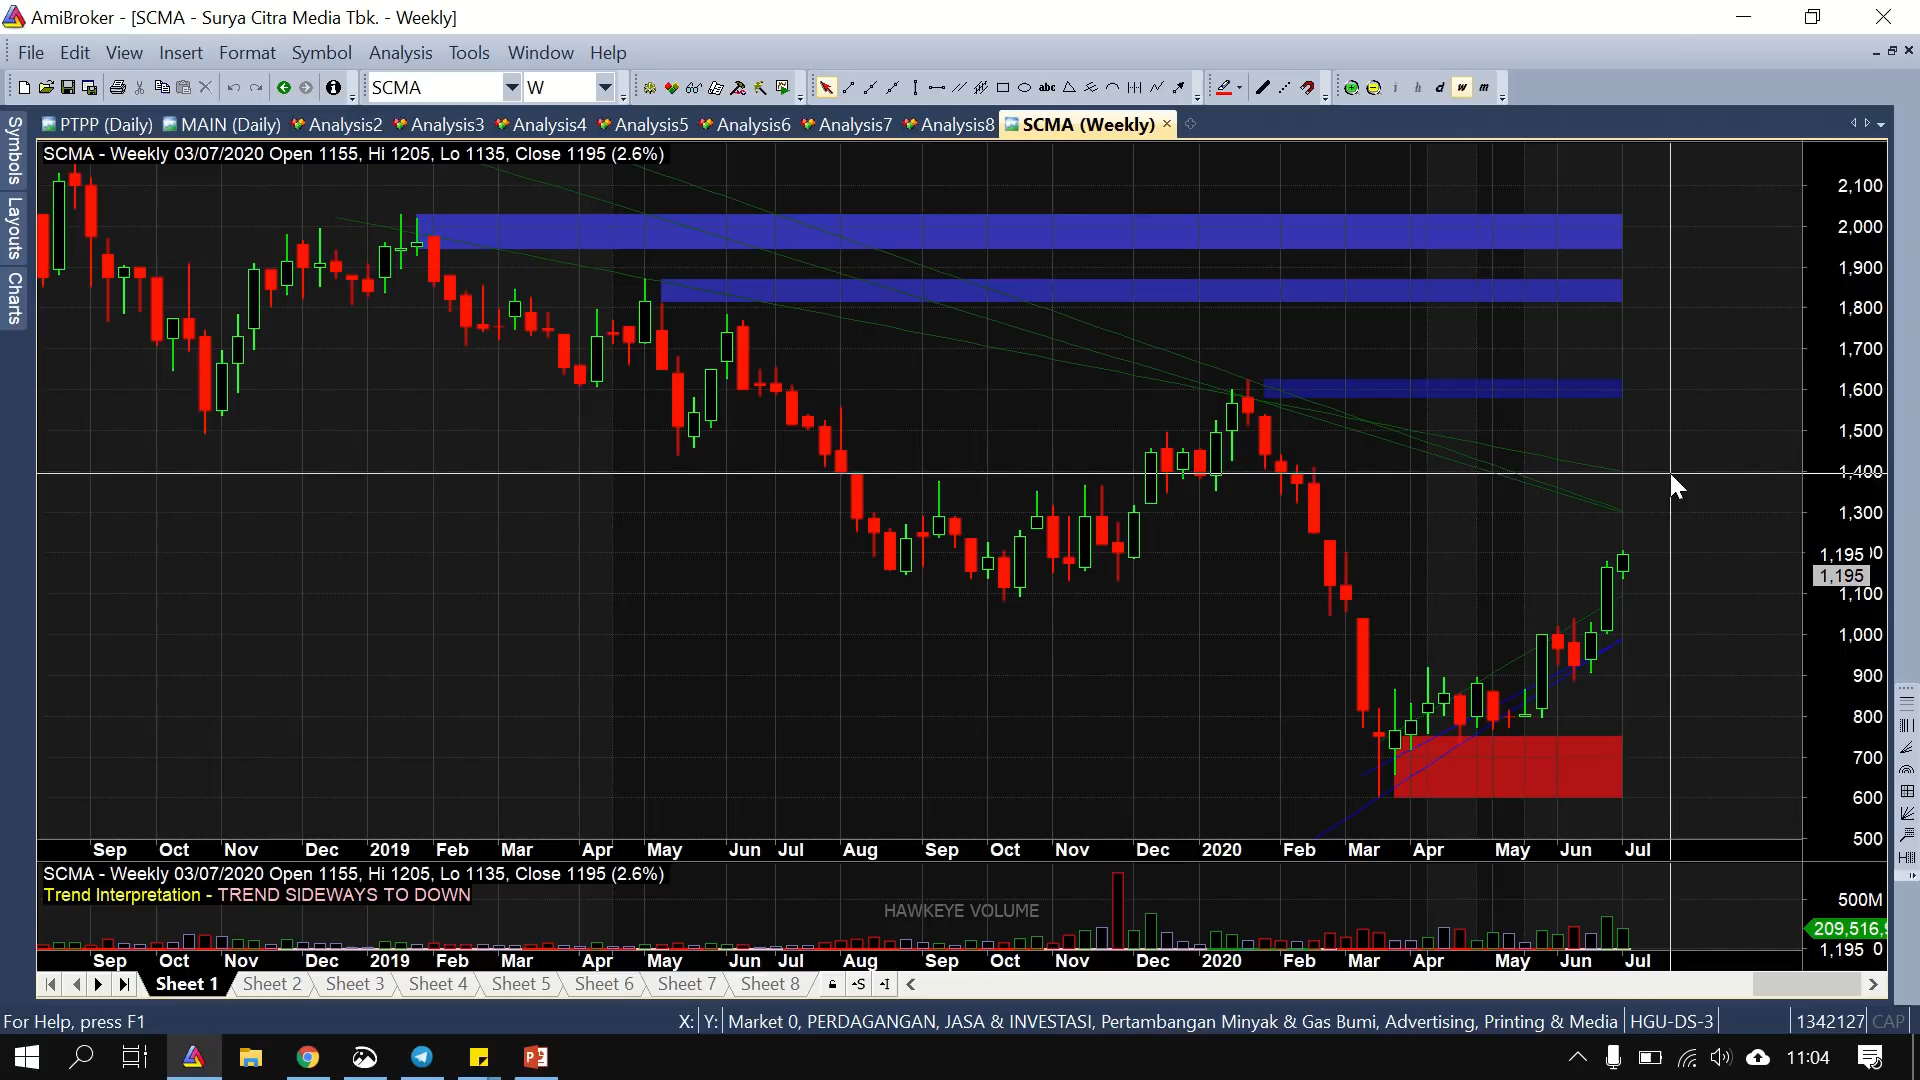 AmiBroker - [SCMA - Surya Citra Media Tbk. - Weekly]
File Edit View Insert Format Symbol Analysis Tools Window Help
SCMA W
PTPP (Daily) MAIN (Daily) Analysis2 Analysis3 Analysis4 Analysis5 Analysis6 Analysis7 Analysis8 SCMA (Weekly)
Symbols
Layouts
Charts
SCMA - Weekly 03/07/2020 Open 1155, Hi 1205, Lo 1135, Close 1195 (2.6%)
2,100
2,000
1,900
1,800
1,700
1,600
1,500
1,400
1,300
1,195
1,195
1,100
1,000
900
800
700
600
500
Sep Oct Nov Dec 2019 Feb Mar Apr May Jun Jul Aug Sep Oct Nov Dec 2020 Feb Mar Apr May Jun Jul
SCMA - Weekly 03/07/2020 Open 1155, Hi 1205, Lo 1135, Close 1195 (2.6%)
Trend Interpretation - TREND SIDEWAYS TO DOWN
HAWKEYE VOLUME
500M
1,195 0
Sep Oct Nov Dec 2019 Feb Mar Apr May Jun Jul Aug Sep Oct Nov Dec 2020 Feb Mar Apr May Jun Jul
Sheet 1 Sheet 2 Sheet 3 Sheet 4 Sheet 5 Sheet 6 Sheet 7 Sheet 8
For Help, press F1 X: Y: Market 0, PERDAGANGAN, JASA & INVESTASI, Pertambangan Minyak & Gas Bumi, Advertising, Printing & Media HGU-DS-3 1342127 CAP
11:04